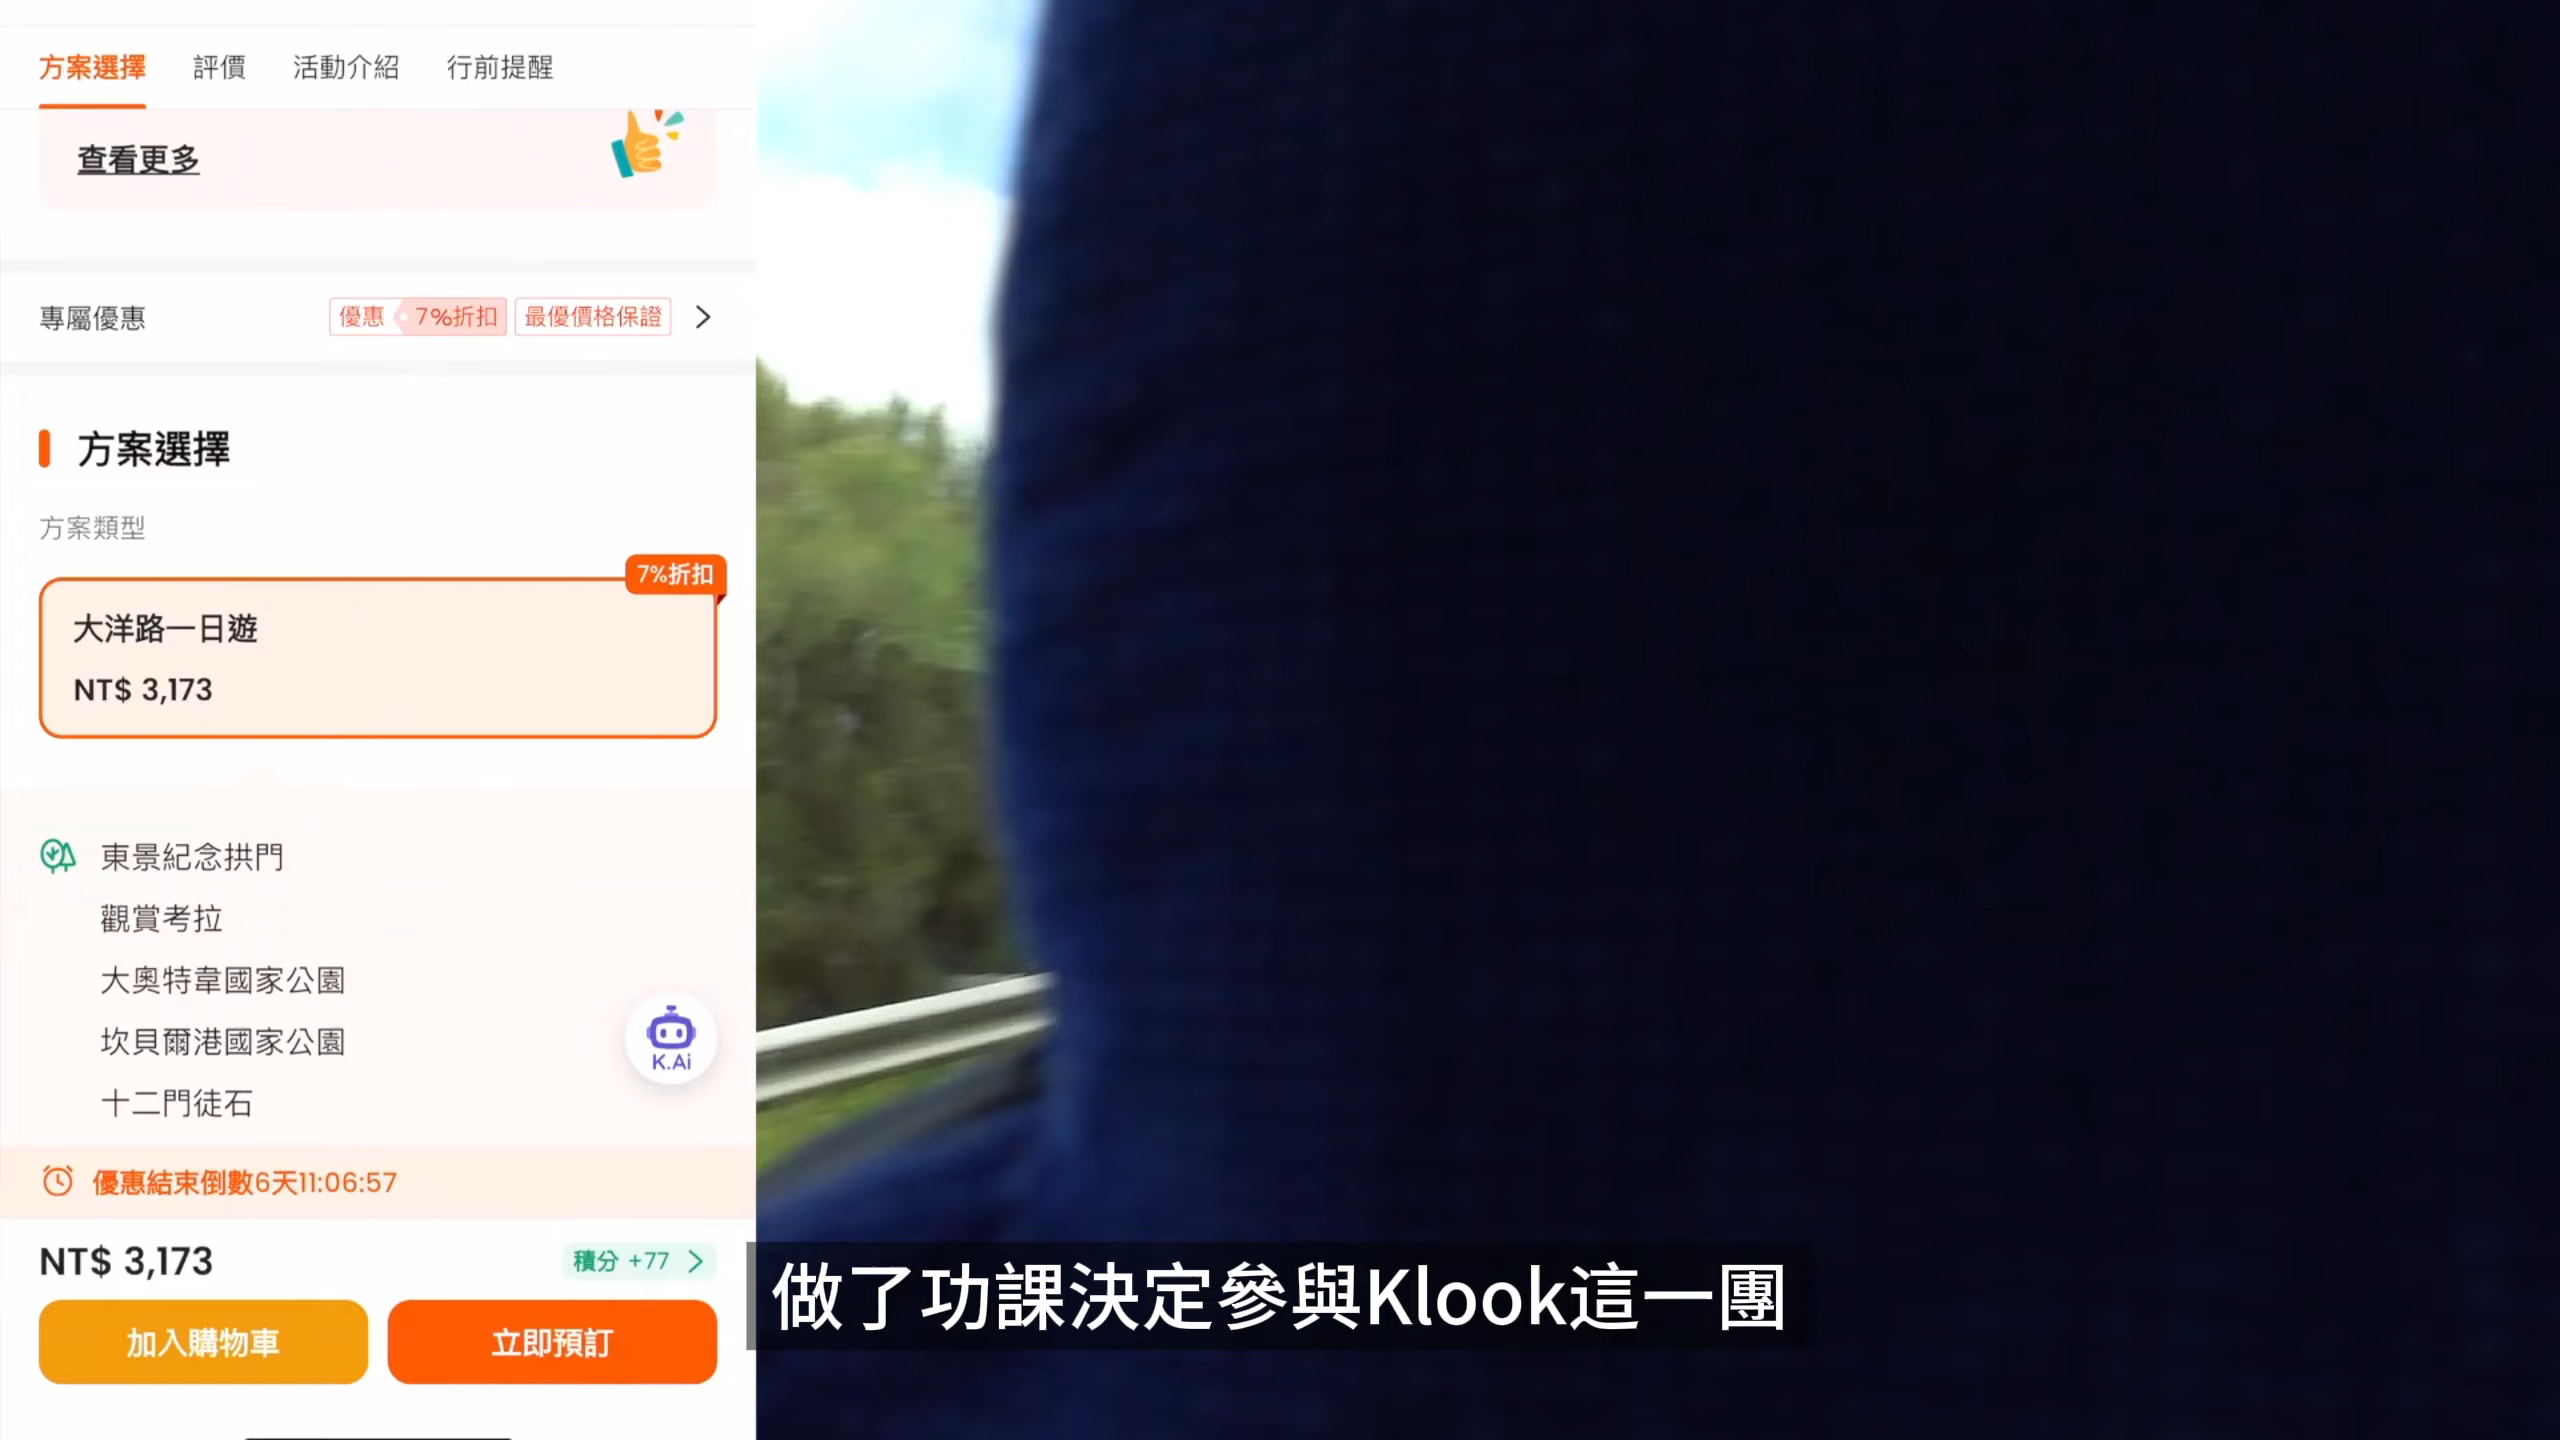 方案選擇 評價 活動介紹 行前提醒
查看更多
專屬優惠 優惠 7%折扣 最優價格保證
方案選擇
方案類型
7%折扣
大洋路一日遊
NT$ 3,173
東景紀念拱門
觀賞考拉
大奧特韋國家公園
坎貝爾港國家公園
K.Ai
十二門徒石
優惠結束倒數6天11:06:57
NT$ 3,173 積分 +77
加入購物車 立即預訂
做了功課決定參與Klook這一團